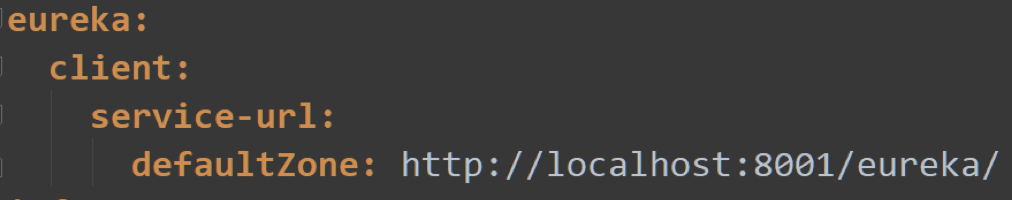 eureka:
  client:
    service-url:
      defaultZone: http://localhost:8001/eureka/